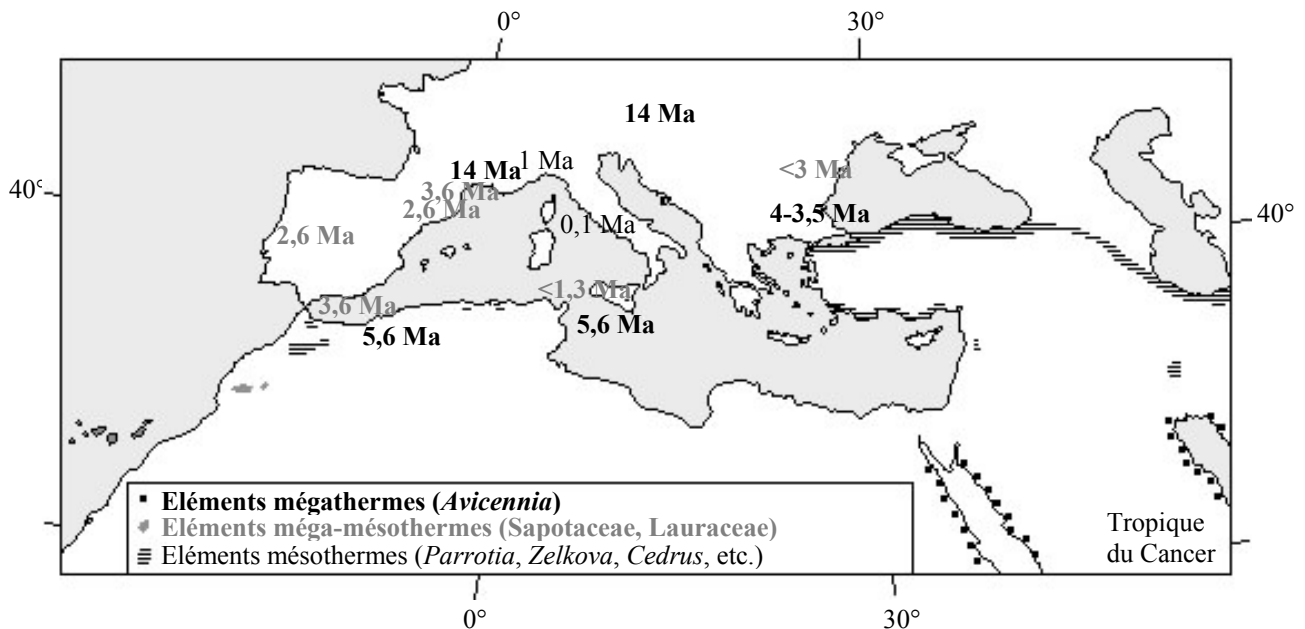 0° 30°
14 Ma
14 Ma 1 Ma
<3 Ma
40° 3,6 Ma
2,6 Ma 4-3,5 Ma 40°
0,1 Ma
2,6 Ma
<1,3 Ma
3,6 Ma
5,6 Ma 5,6 Ma
Eléments mégathermes (Avicennia)
Eléments méga-mésothermes (Sapotaceae, Lauraceae)
Eléments mésothermes (Parrotia, Zelkova, Cedrus, etc.)
Tropique
du Cancer
0° 30°